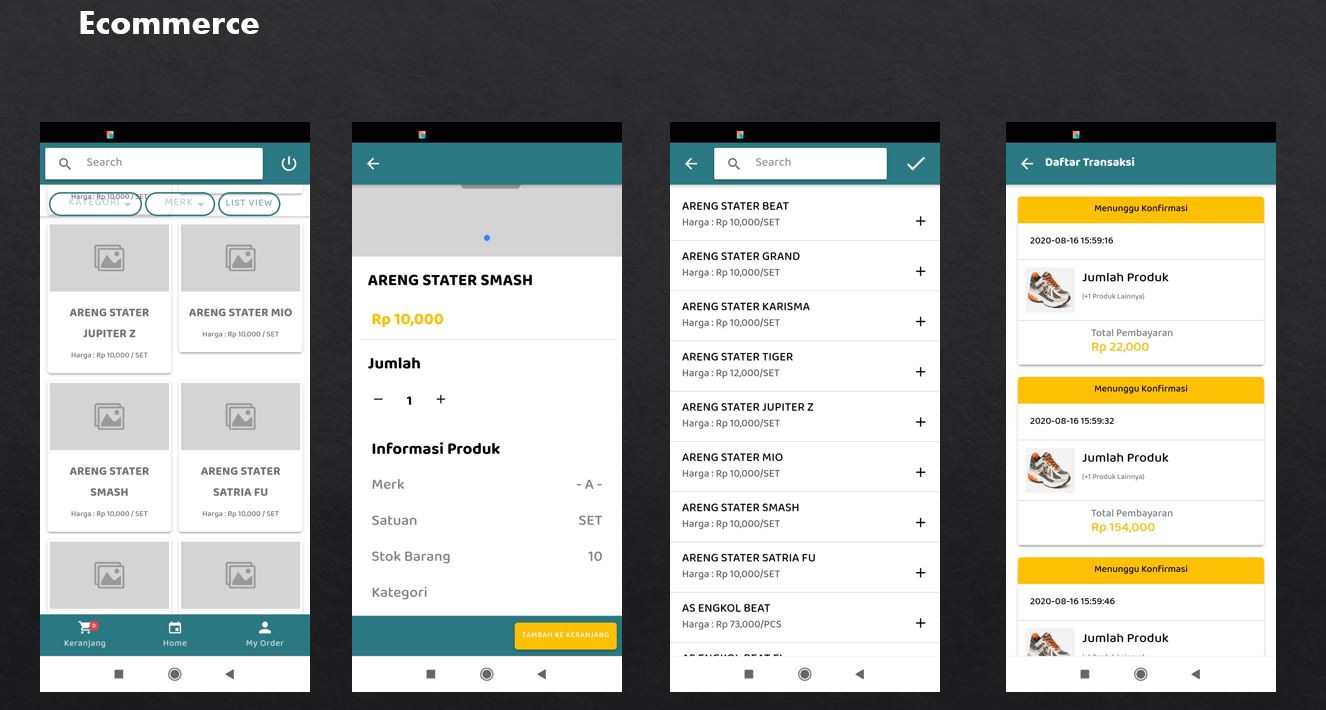 Ecommerce
Search
Harga : Rp 10,000 / SET
KATEGORI
MERK
LIST VIEW
ARENG STATER
JUPITER Z
Harga : Rp 10,000 / SET
ARENG STATER MIO
Harga : Rp 10,000 / SET
ARENG STATER
SMASH
Harga : Rp 10,000 / SET
ARENG STATER
SATRIA FU
Harga : Rp 10,000 / SET
0
Keranjang
Home
My Order
ARENG STATER SMASH
Rp 10,000
Jumlah
− 1 +
Informasi Produk
Merk - A -
Satuan SET
Stok Barang 10
Kategori
TAMBAH KE KERANJANG
Search
ARENG STATER BEAT
Harga : Rp 10,000/SET
+
ARENG STATER GRAND
Harga : Rp 10,000/SET
+
ARENG STATER KARISMA
Harga : Rp 10,000/SET
+
ARENG STATER TIGER
Harga : Rp 12,000/SET
+
ARENG STATER JUPITER Z
Harga : Rp 10,000/SET
+
ARENG STATER MIO
Harga : Rp 10,000/SET
+
ARENG STATER SMASH
Harga : Rp 10,000/SET
+
ARENG STATER SATRIA FU
Harga : Rp 10,000/SET
+
AS ENGKOL BEAT
Harga : Rp 73,000/PCS
+
AS ENGKOL BEAT
Daftar Transaksi
Menunggu Konfirmasi
2020-08-16 15:59:16
Jumlah Produk
(+1 Produk Lainnya)
Total Pembayaran
Rp 22,000
Menunggu Konfirmasi
2020-08-16 15:59:32
Jumlah Produk
(+1 Produk Lainnya)
Total Pembayaran
Rp 154,000
Menunggu Konfirmasi
2020-08-16 15:59:46
Jumlah Produk